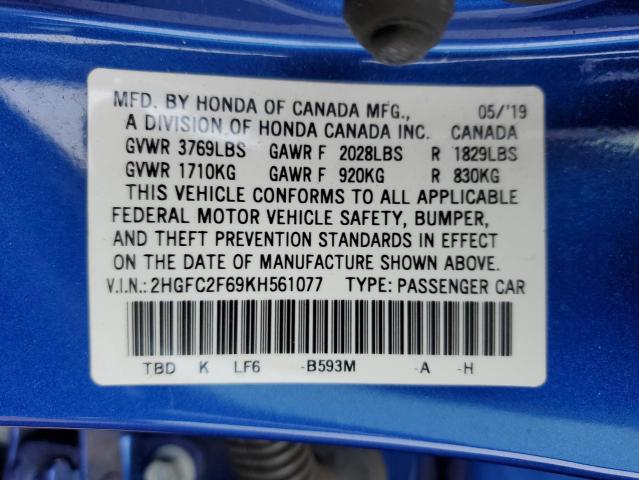 MFD. BY HONDA OF CANADA MFG., 05/'19
A DIVISION OF HONDA CANADA INC. CANADA
GVWR 3769LBS GAWR F 2028LBS R 1829LBS
GVWR 1710KG GAWR F 920KG R 830KG
THIS VEHICLE CONFORMS TO ALL APPLICABLE
FEDERAL MOTOR VEHICLE SAFETY, BUMPER,
AND THEFT PREVENTION STANDARDS IN EFFECT
ON THE DATE OF MANUFACTURE SHOWN ABOVE.
V.I.N.: 2HGFC2F69KH561077 TYPE: PASSENGER CAR
TBD K LF6 -B593M -A -H